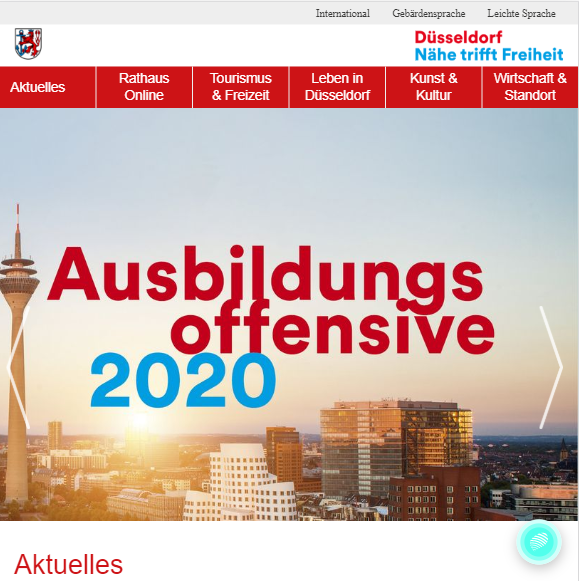 International Gebärdensprache Leichte Sprache
Düsseldorf
Nähe trifft Freiheit
Aktuelles
Rathaus
Online
Tourismus
& Freizeit
Leben in
Düsseldorf
Kunst &
Kultur
Wirtschaft &
Standort
Ausbildungs
offensive
2020
Aktuelles